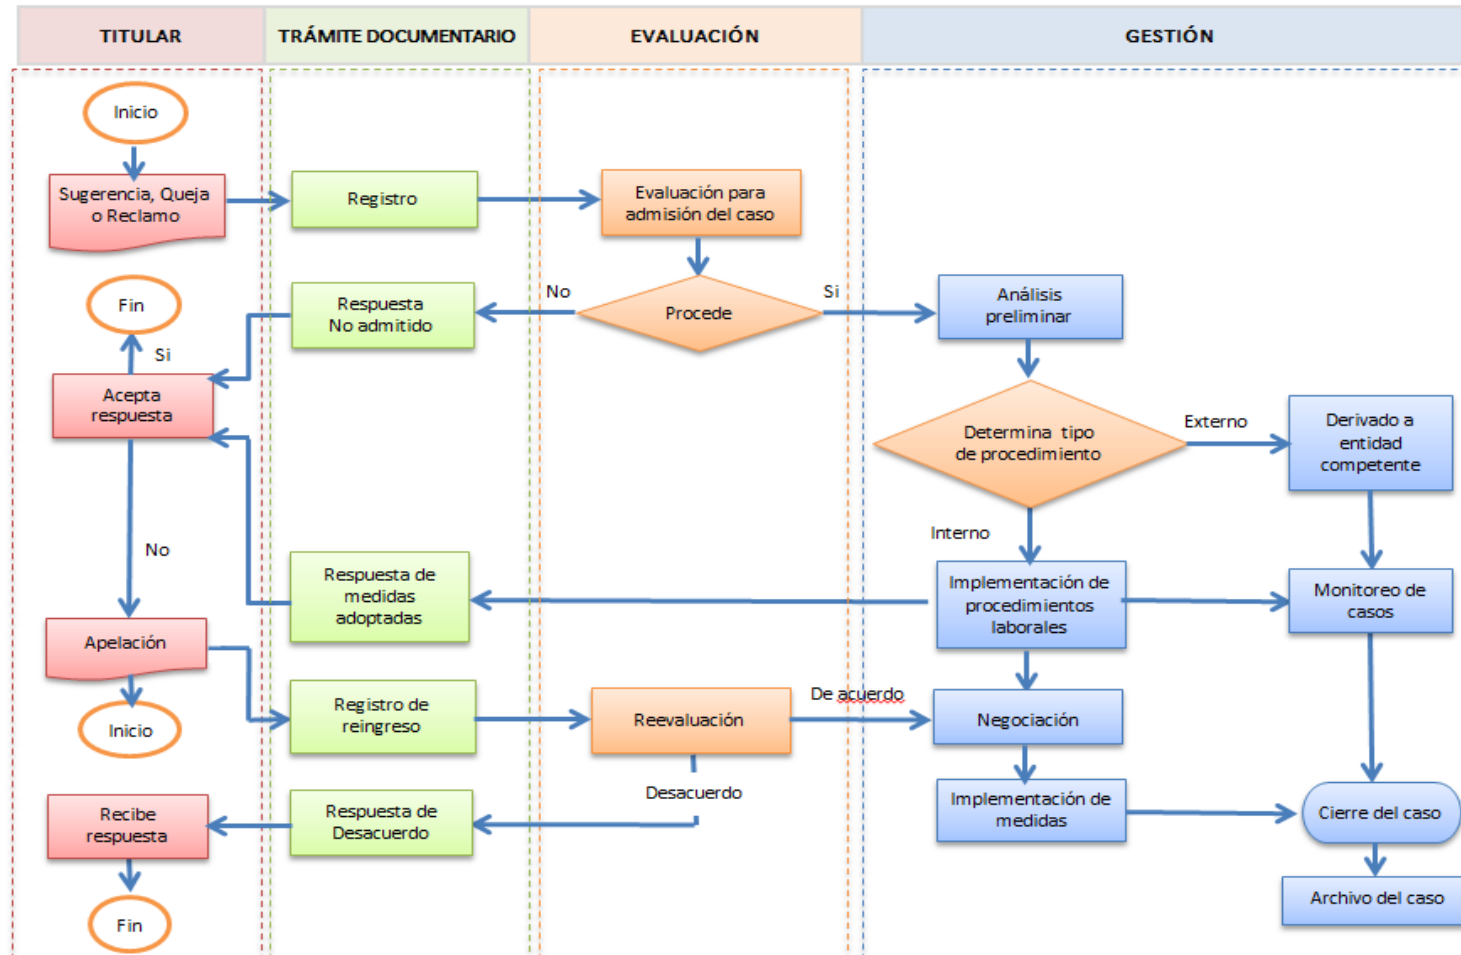 TITULAR
TRÁMITE DOCUMENTARIO
EVALUACIÓN
GESTIÓN
Inicio
Sugerencia, Queja
o Reclamo
Registro
Evaluación para
admisión del caso
Fin
Respuesta
No admitido
No
Procede
Si
Análisis
preliminar
Si
Acepta
respuesta
Determina tipo
de procedimiento
Externo
Derivado a
entidad
competente
No
Interno
Respuesta de
medidas
adoptadas
Implementación de
procedimientos
laborales
Monitoreo de
casos
Apelación
Registro de
reingreso
Reevaluación
De acuerdo
Negociación
Inicio
Desacuerdo
Recibe
respuesta
Respuesta de
Desacuerdo
Implementación de
medidas
Cierre del caso
Fin
Archivo del caso